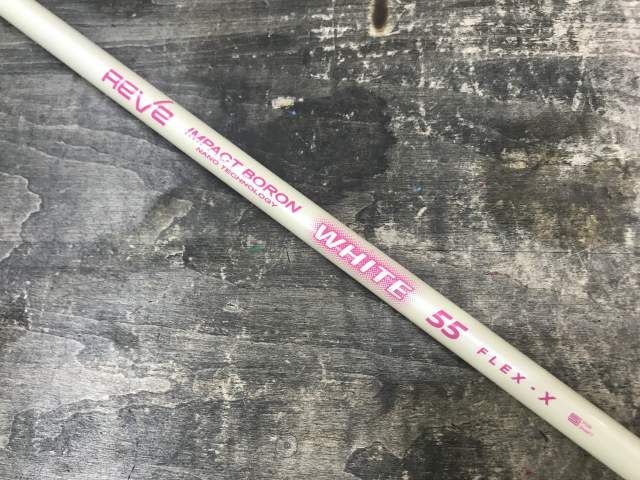 REVE
IMPACT BORON
NANO TECHNOLOGY
WHITE
55
FLEX - X